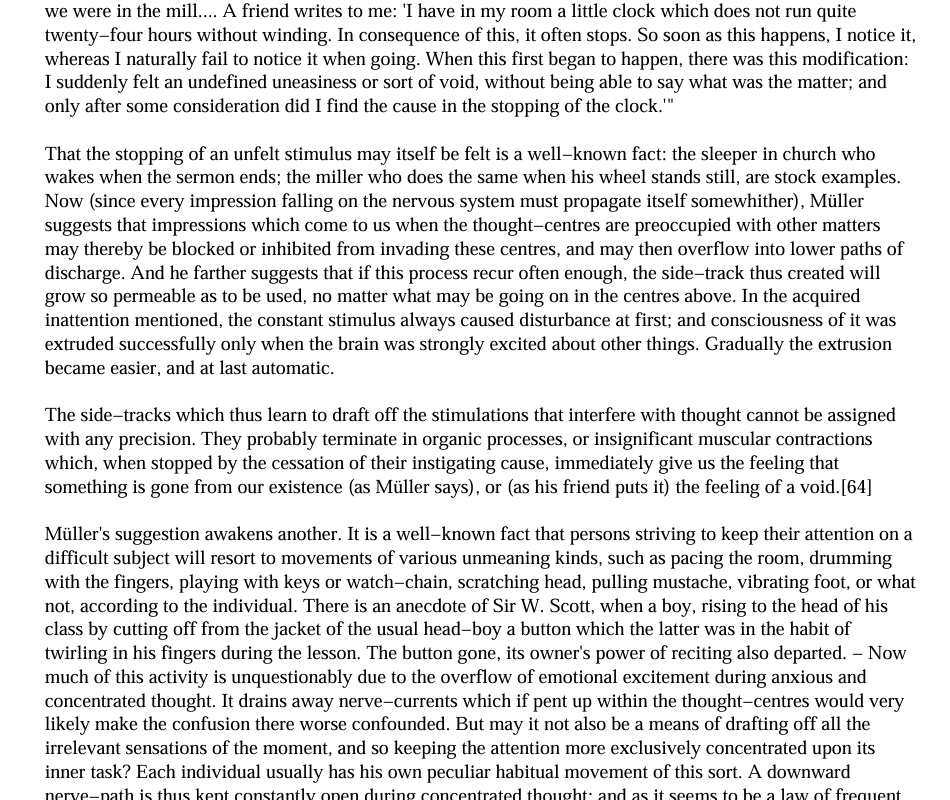 we were in the mill.... A friend writes to me: 'I have in my room a little clock which does not run quite
twenty−four hours without winding. In consequence of this, it often stops. So soon as this happens, I notice it,
whereas I naturally fail to notice it when going. When this first began to happen, there was this modification:
I suddenly felt an undefined uneasiness or sort of void, without being able to say what was the matter; and
only after some consideration did I find the cause in the stopping of the clock.'"
That the stopping of an unfelt stimulus may itself be felt is a well−known fact: the sleeper in church who
wakes when the sermon ends; the miller who does the same when his wheel stands still, are stock examples.
Now (since every impression falling on the nervous system must propagate itself somewhither), Müller
suggests that impressions which come to us when the thought−centres are preoccupied with other matters
may thereby be blocked or inhibited from invading these centres, and may then overflow into lower paths of
discharge. And he farther suggests that if this process recur often enough, the side−track thus created will
grow so permeable as to be used, no matter what may be going on in the centres above. In the acquired
inattention mentioned, the constant stimulus always caused disturbance at first; and consciousness of it was
extruded successfully only when the brain was strongly excited about other things. Gradually the extrusion
became easier, and at last automatic.
The side−tracks which thus learn to draft off the stimulations that interfere with thought cannot be assigned
with any precision. They probably terminate in organic processes, or insignificant muscular contractions
which, when stopped by the cessation of their instigating cause, immediately give us the feeling that
something is gone from our existence (as Müller says), or (as his friend puts it) the feeling of a void.[64]
Müller's suggestion awakens another. It is a well−known fact that persons striving to keep their attention on a
difficult subject will resort to movements of various unmeaning kinds, such as pacing the room, drumming
with the fingers, playing with keys or watch−chain, scratching head, pulling mustache, vibrating foot, or what
not, according to the individual. There is an anecdote of Sir W. Scott, when a boy, rising to the head of his
class by cutting off from the jacket of the usual head−boy a button which the latter was in the habit of
twirling in his fingers during the lesson. The button gone, its owner's power of reciting also departed. − Now
much of this activity is unquestionably due to the overflow of emotional excitement during anxious and
concentrated thought. It drains away nerve−currents which if pent up within the thought−centres would very
likely make the confusion there worse confounded. But may it not also be a means of drafting off all the
irrelevant sensations of the moment, and so keeping the attention more exclusively concentrated upon its
inner task? Each individual usually has his own peculiar habitual movement of this sort. A downward
nerve−path is thus kept constantly open during concentrated thought; and as it seems to be a law of frequent